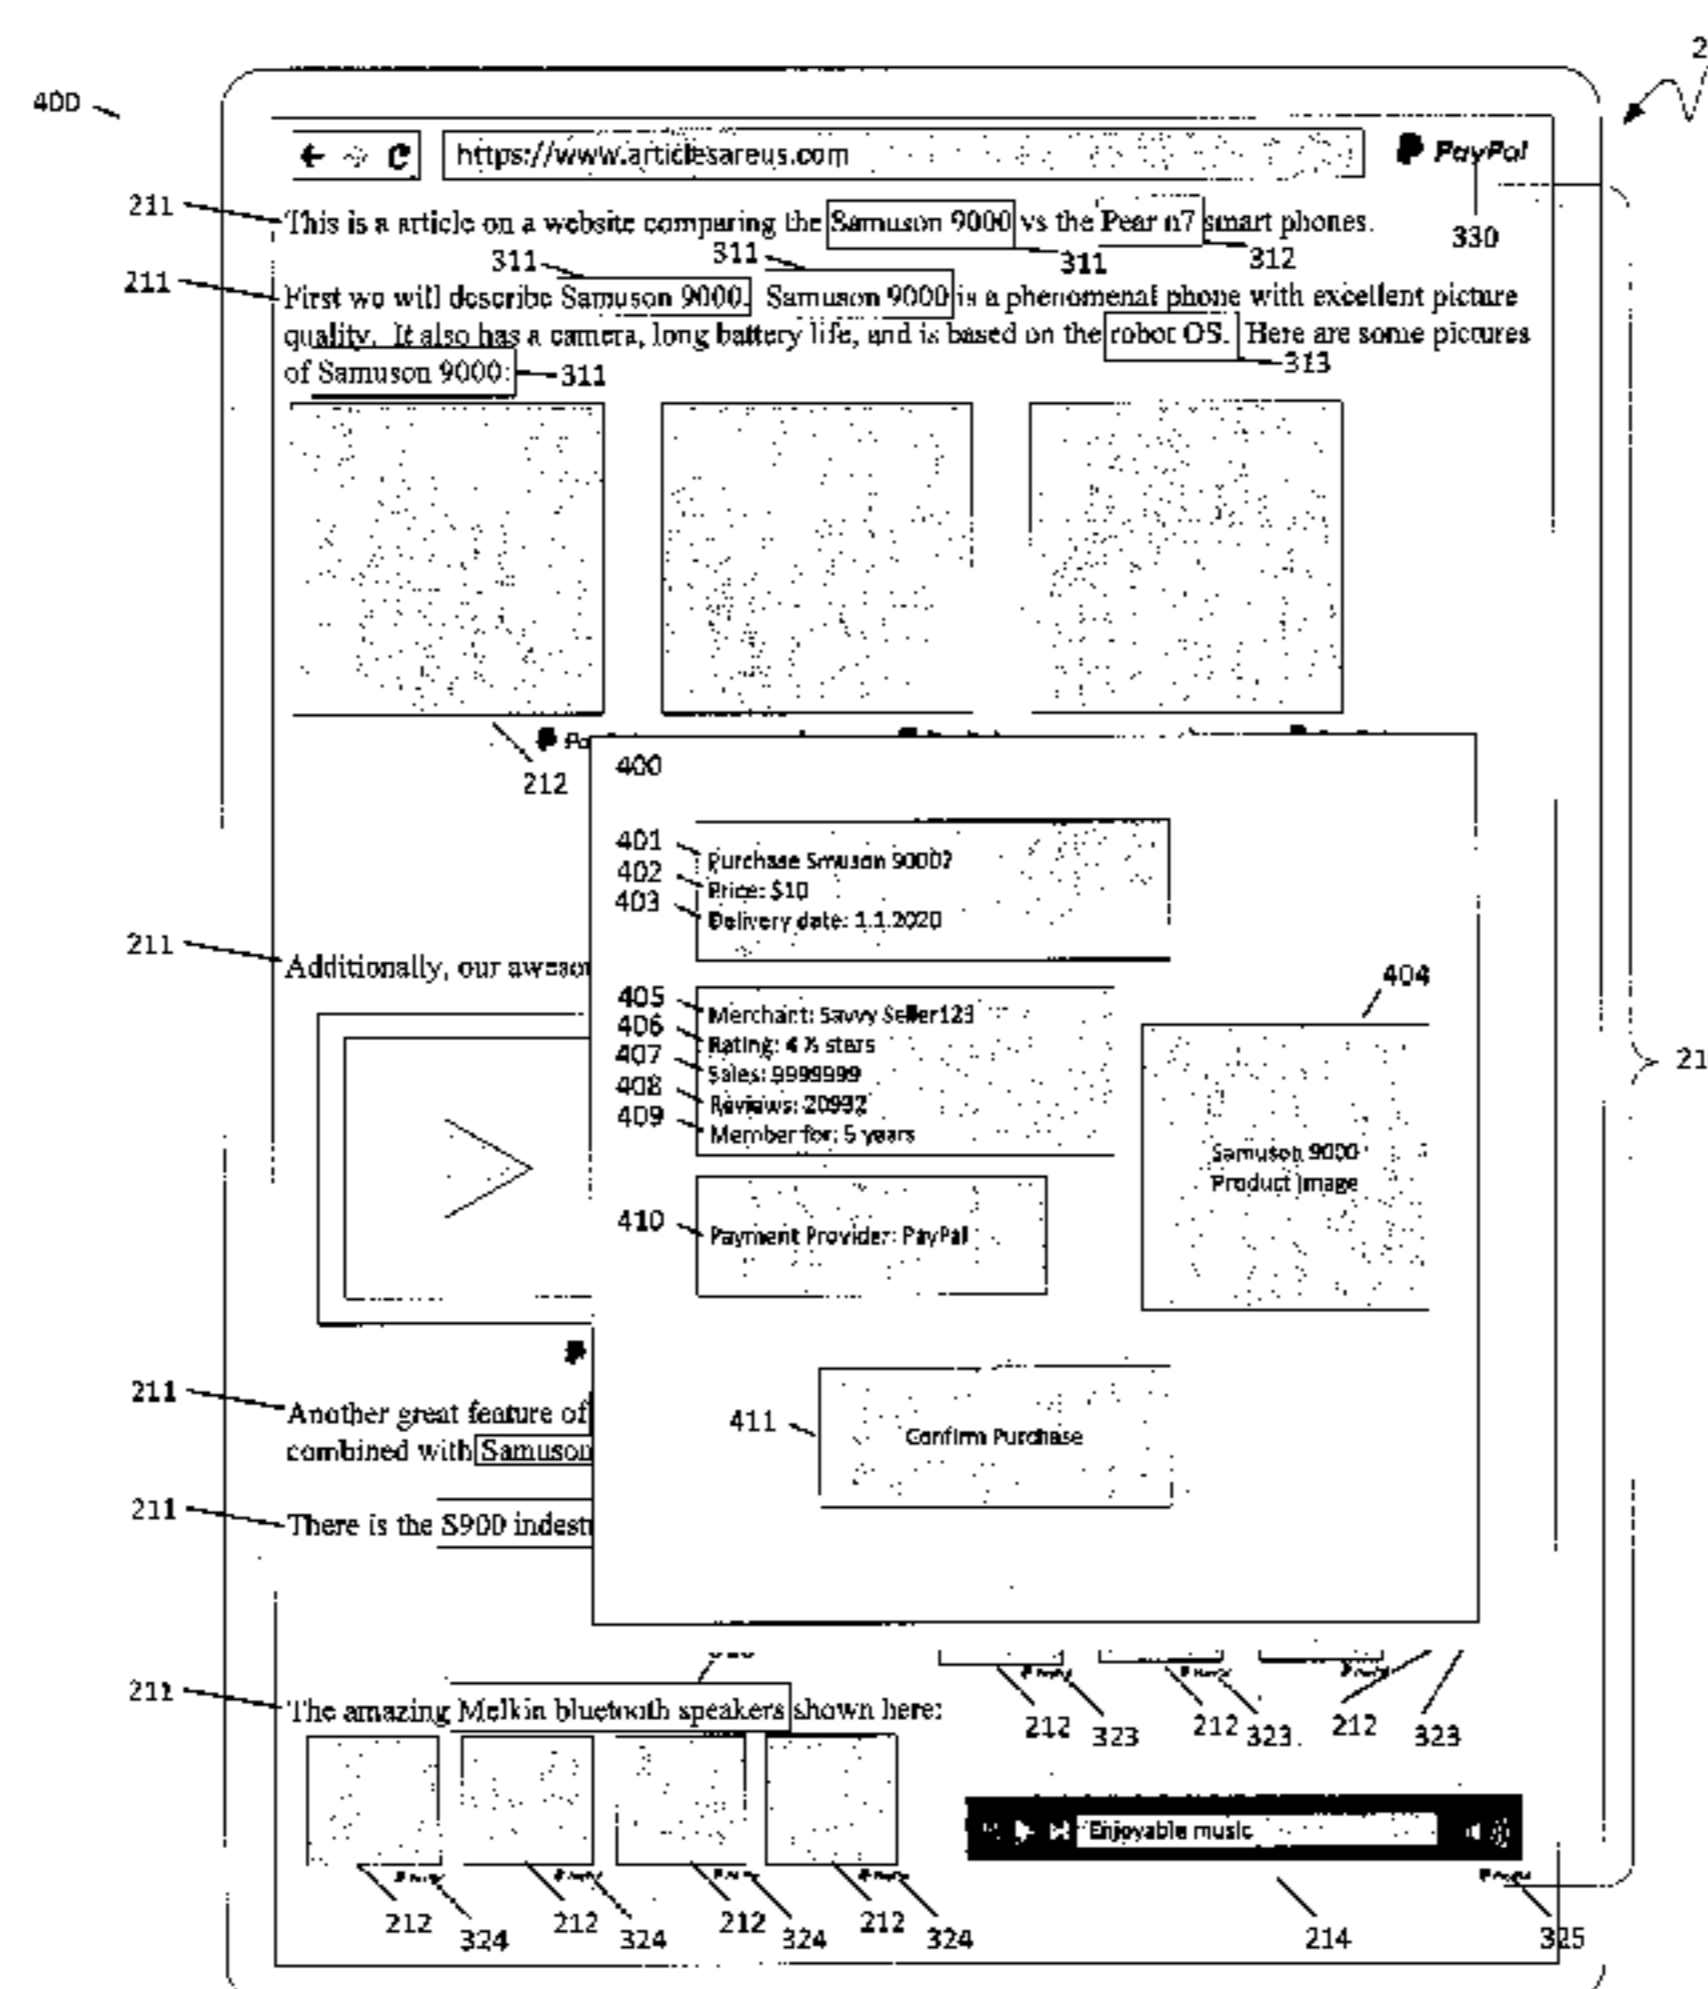 400
https://www.articlesareus.com
PayPal
330
211
This is a article on a website comparing the Samuson 9000 vs the Pear n7 smart phones.
311 311 311 312
211
First we will describe Samuson 9000. Samuson 9000 is a phenomenal phone with excellent picture
quality. It also has a camera, long battery life, and is based on the robot OS. Here are some pictures
313
of Samuson 9000: 311
212
400
401 Purchase Smuson 9000?
402 Price: $10
403 Delivery date: 1.1.2020
211
Additionally, our
404
405 Merchant: Savvy Seller123
406 Rating: 4 ½ stars
407 Sales: 9999999
408 Reviews: 20992
409 Member for: 5 years
Samuson 9000
Product Image
410 Payment Provider: PayPal
211
Another great feature of
combined with Samuson
411 Confirm Purchase
211
There is the S900
211
The amazing Melkin bluetooth speakers shown here:
212 323 212 323 212 323
Enjoyable music
212 324 212 324 212 324 212 324 214 325